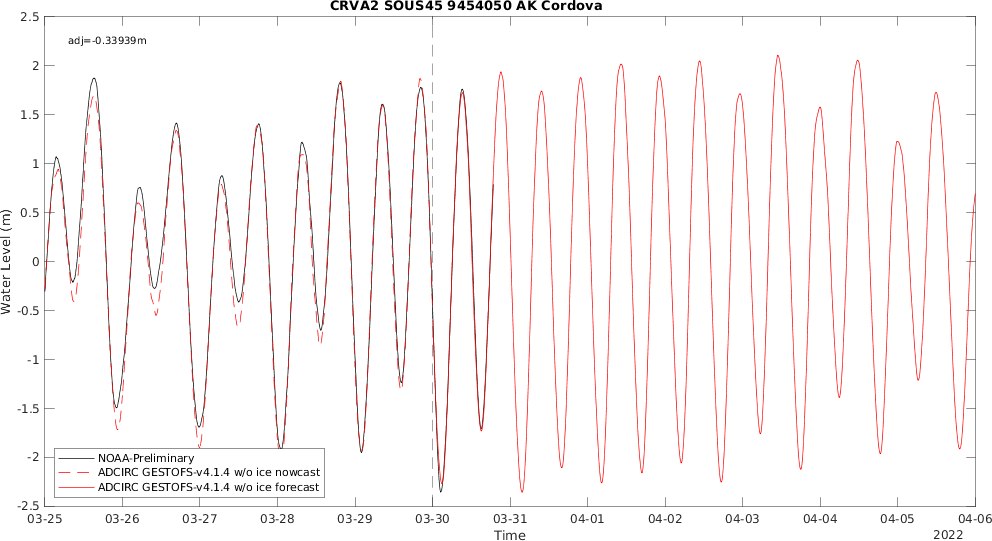 CRVA2 SOUS45 9454050 AK Cordova
adj=-0.33939m
2.5
2
1.5
1
0.5
0
-0.5
-1
-1.5
-2
-2.5
Water Level (m)
NOAA-Preliminary
ADCIRC GESTOFS-v4.1.4 w/o ice nowcast
ADCIRC GESTOFS-v4.1.4 w/o ice forecast
03-25 03-26 03-27 03-28 03-29 03-30 03-31 04-01 04-02 04-03 04-04 04-05 04-06
Time
2022